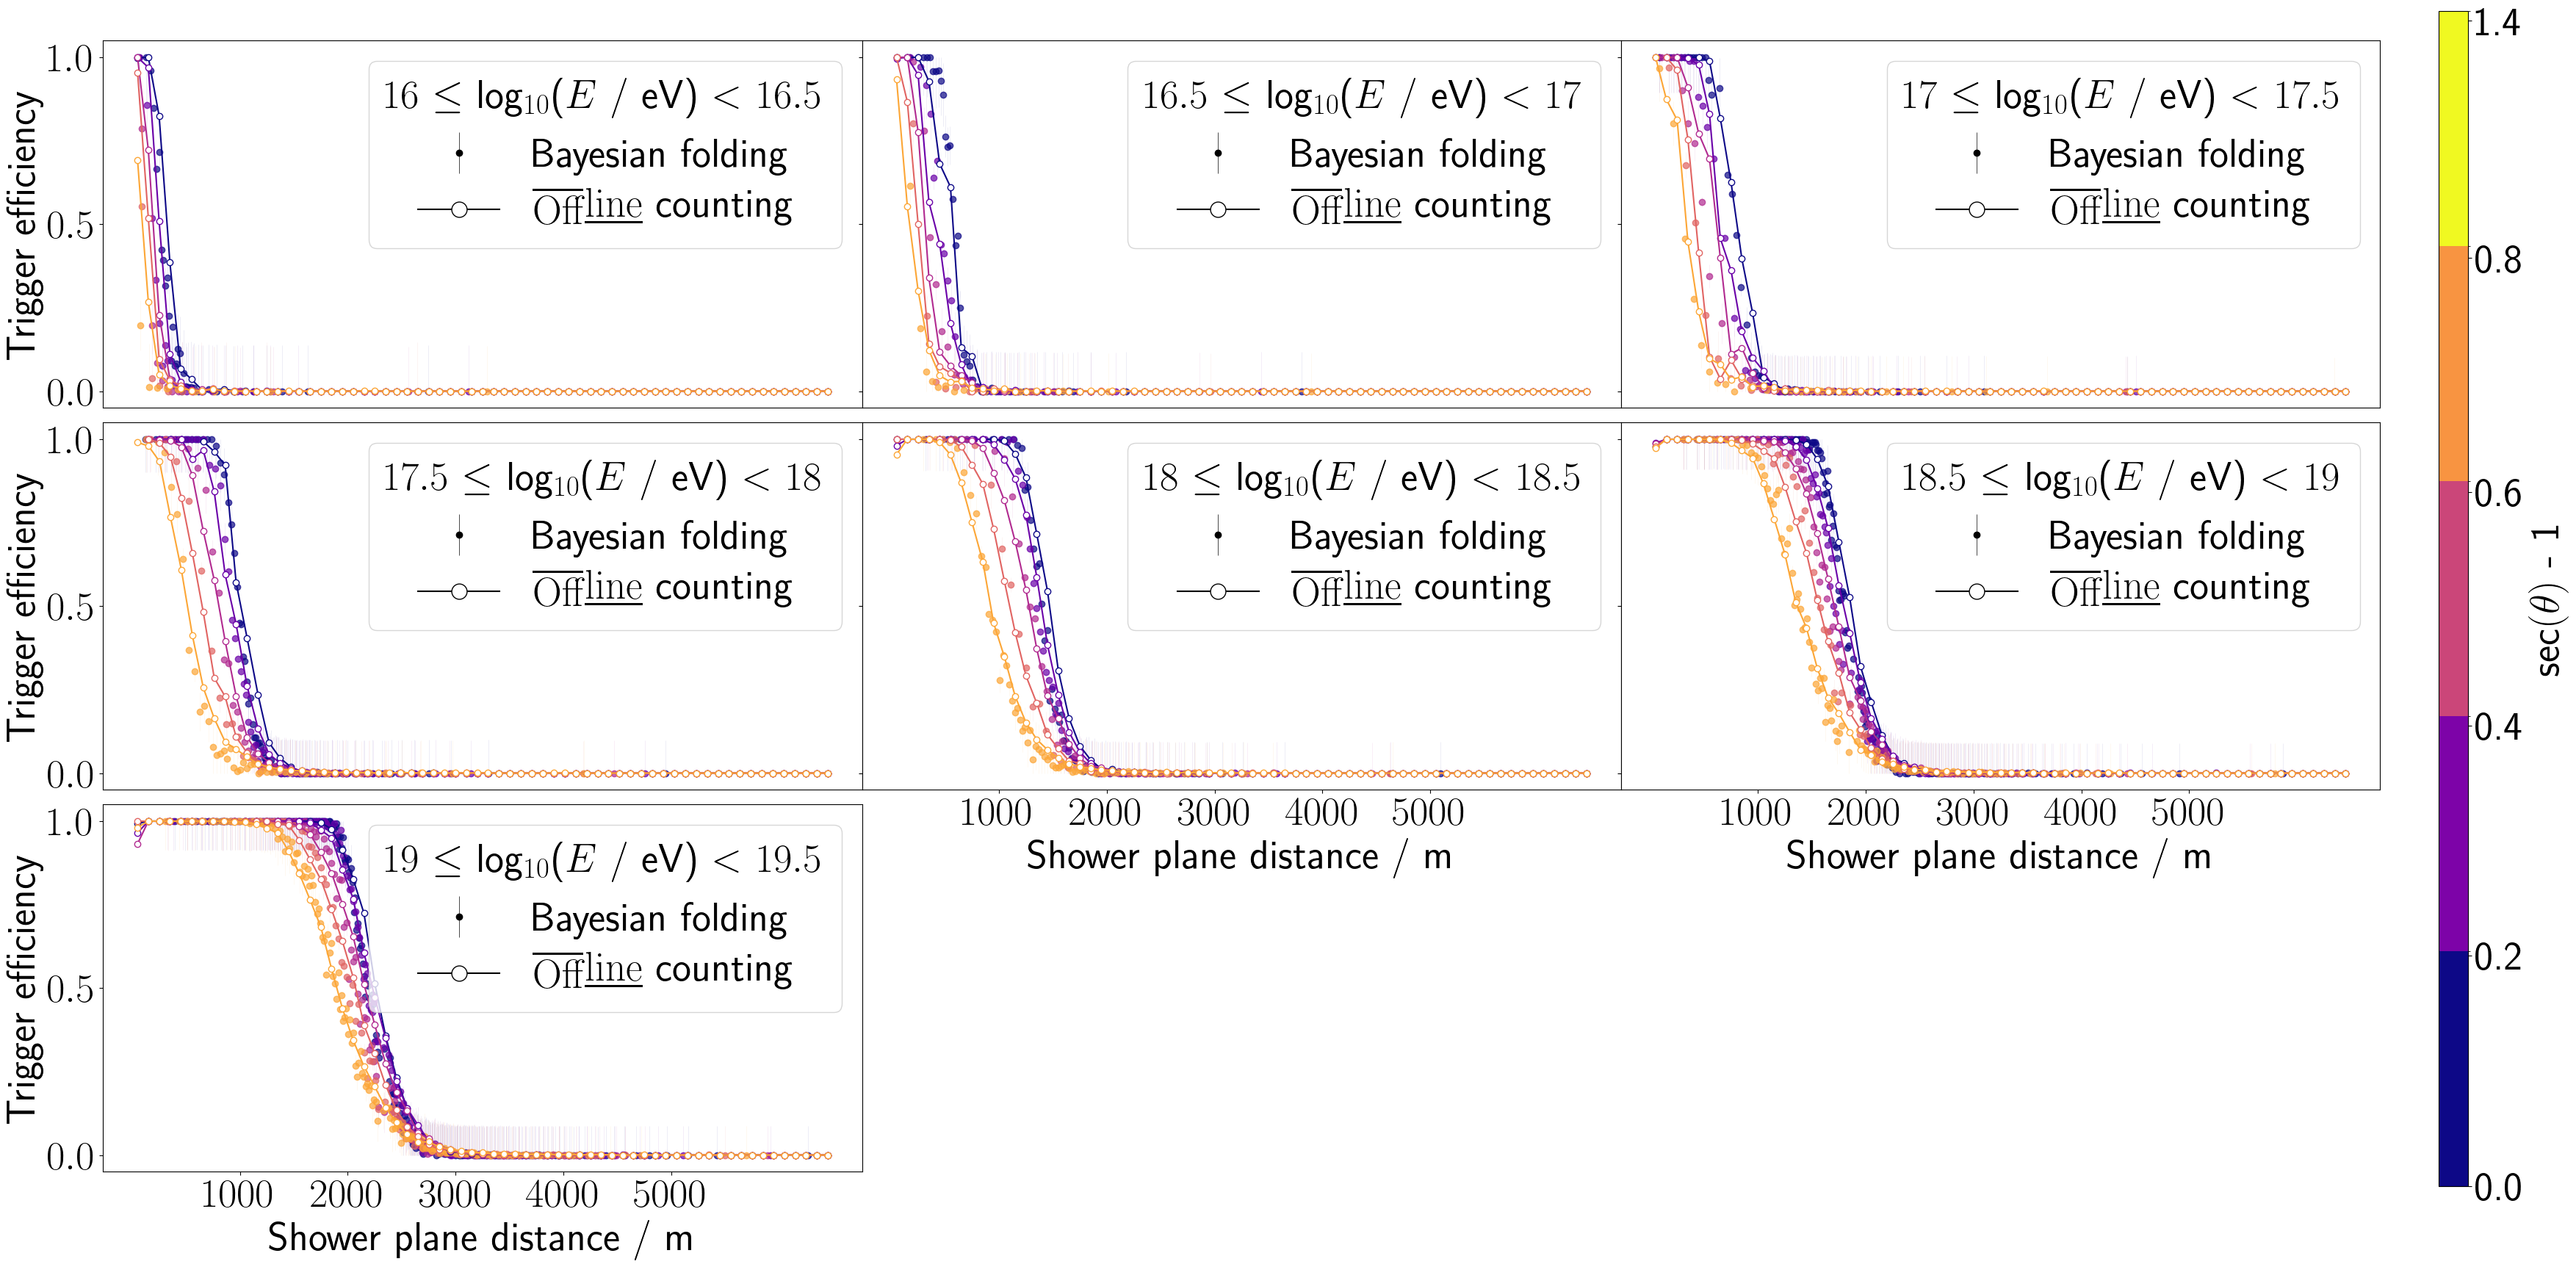 Trigger efficiency
1.0
0.5
0.0
16 ≤ log10(E / eV) < 16.5
Bayesian folding
Offline counting
16.5 ≤ log10(E / eV) < 17
Bayesian folding
Offline counting
17 ≤ log10(E / eV) < 17.5
Bayesian folding
Offline counting
Trigger efficiency
1.0
0.5
0.0
17.5 ≤ log10(E / eV) < 18
Bayesian folding
Offline counting
18 ≤ log10(E / eV) < 18.5
Bayesian folding
Offline counting
1000 2000 3000 4000 5000
Shower plane distance / m
18.5 ≤ log10(E / eV) < 19
Bayesian folding
Offline counting
1000 2000 3000 4000 5000
Shower plane distance / m
Trigger efficiency
1.0
0.5
0.0
19 ≤ log10(E / eV) < 19.5
Bayesian folding
Offline counting
1000 2000 3000 4000 5000
Shower plane distance / m
1.4
0.8
0.6
0.4
0.2
0.0
sec(θ) - 1